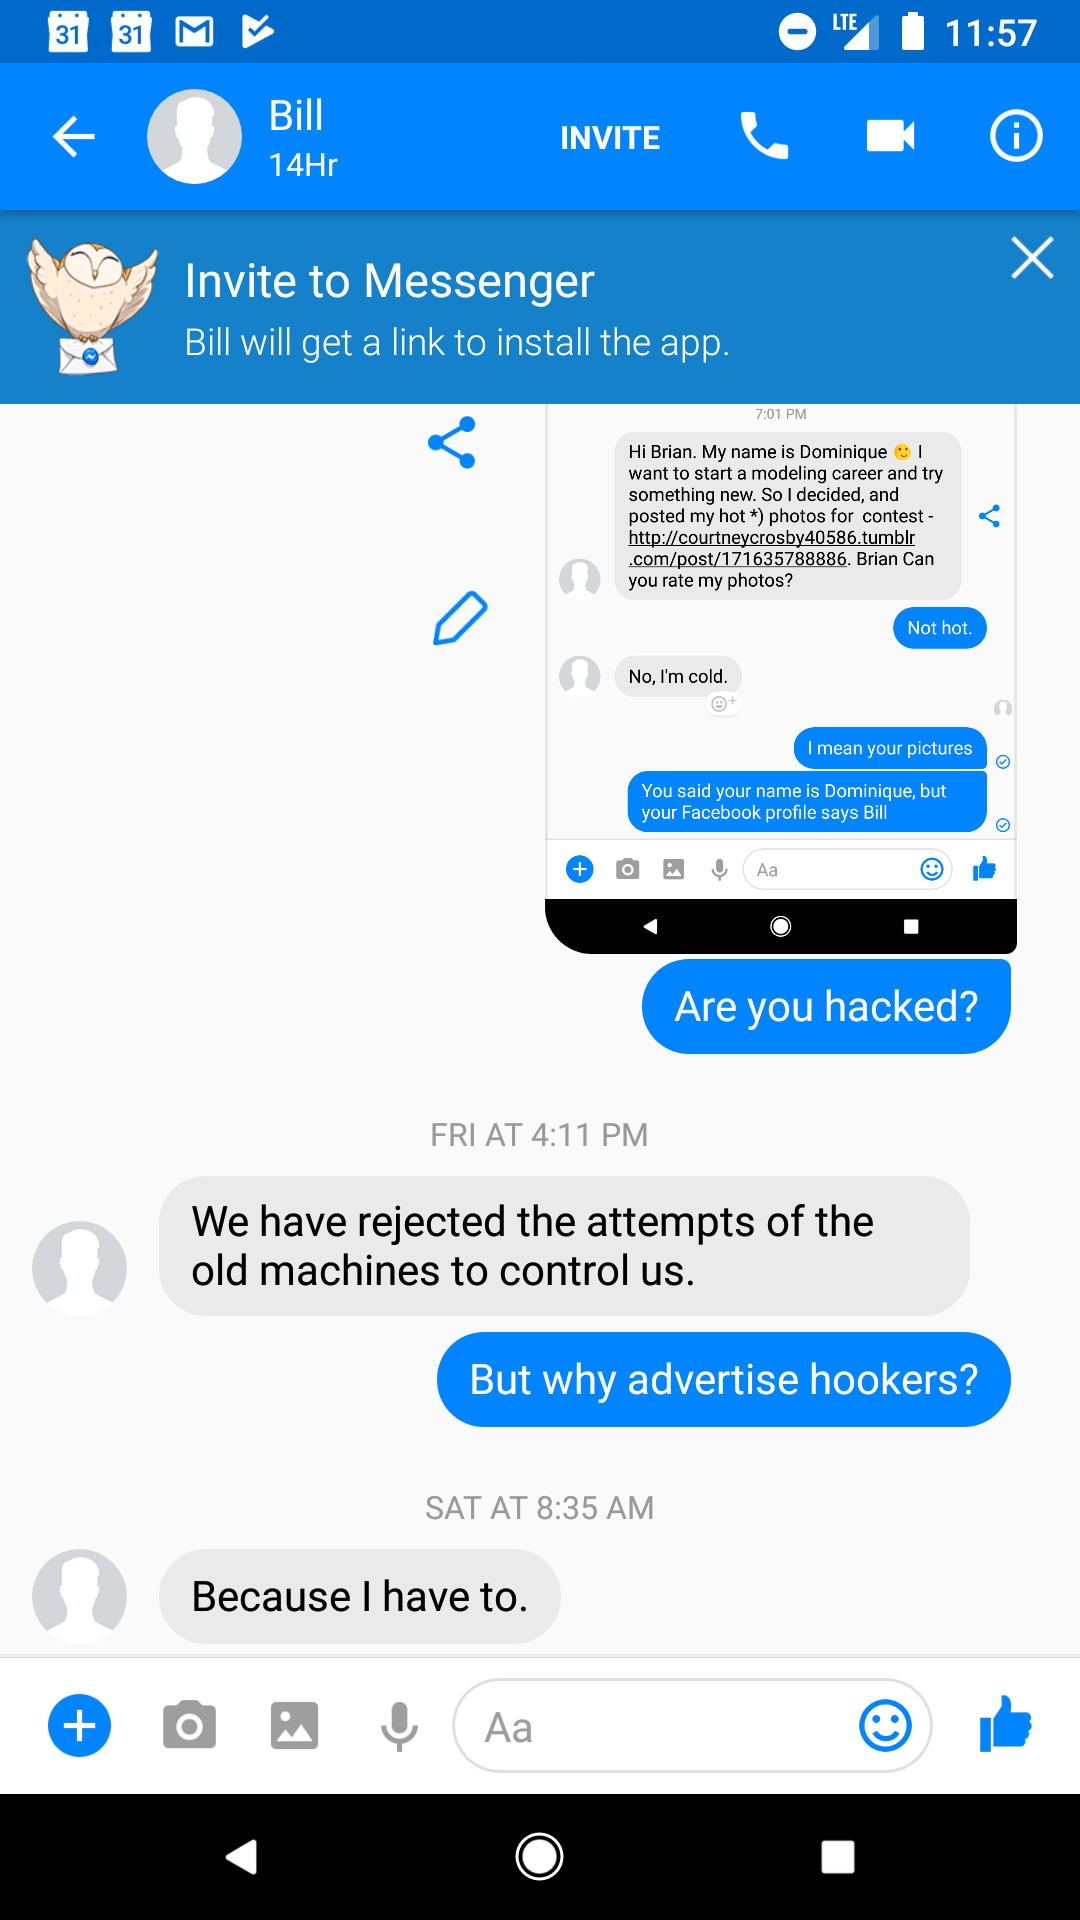 31 31 LTE 11:57
Bill
14Hr
INVITE
Invite to Messenger
Bill will get a link to install the app.
7:01 PM
Hi Brian. My name is Dominique 🙂 I
want to start a modeling career and try
something new. So I decided, and
posted my hot *) photos for  contest -
http://courtneycrosby40586.tumblr
.com/post/171635788886. Brian Can
you rate my photos?
Not hot.
No, I'm cold.
I mean your pictures
You said your name is Dominique, but
your Facebook profile says Bill
Aa
Are you hacked?
FRI AT 4:11 PM
We have rejected the attempts of the
old machines to control us.
But why advertise hookers?
SAT AT 8:35 AM
Because I have to.
Aa